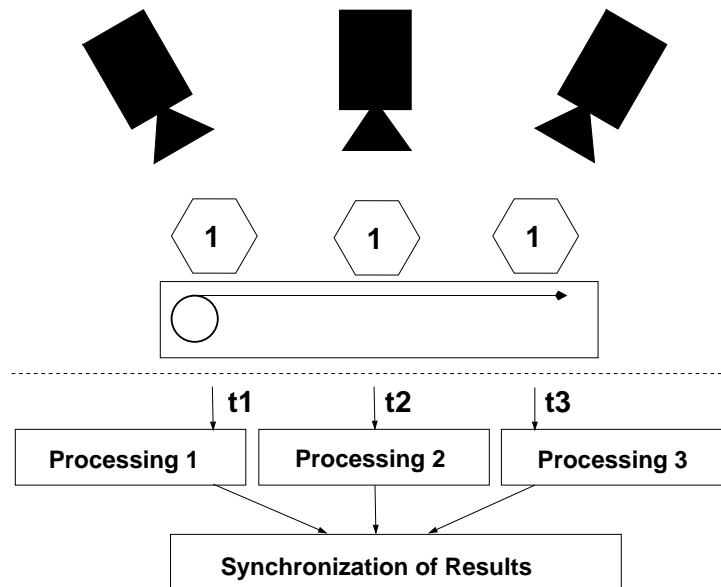 1 1 1
t1 t2 t3
Processing 1 Processing 2 Processing 3
Synchronization of Results